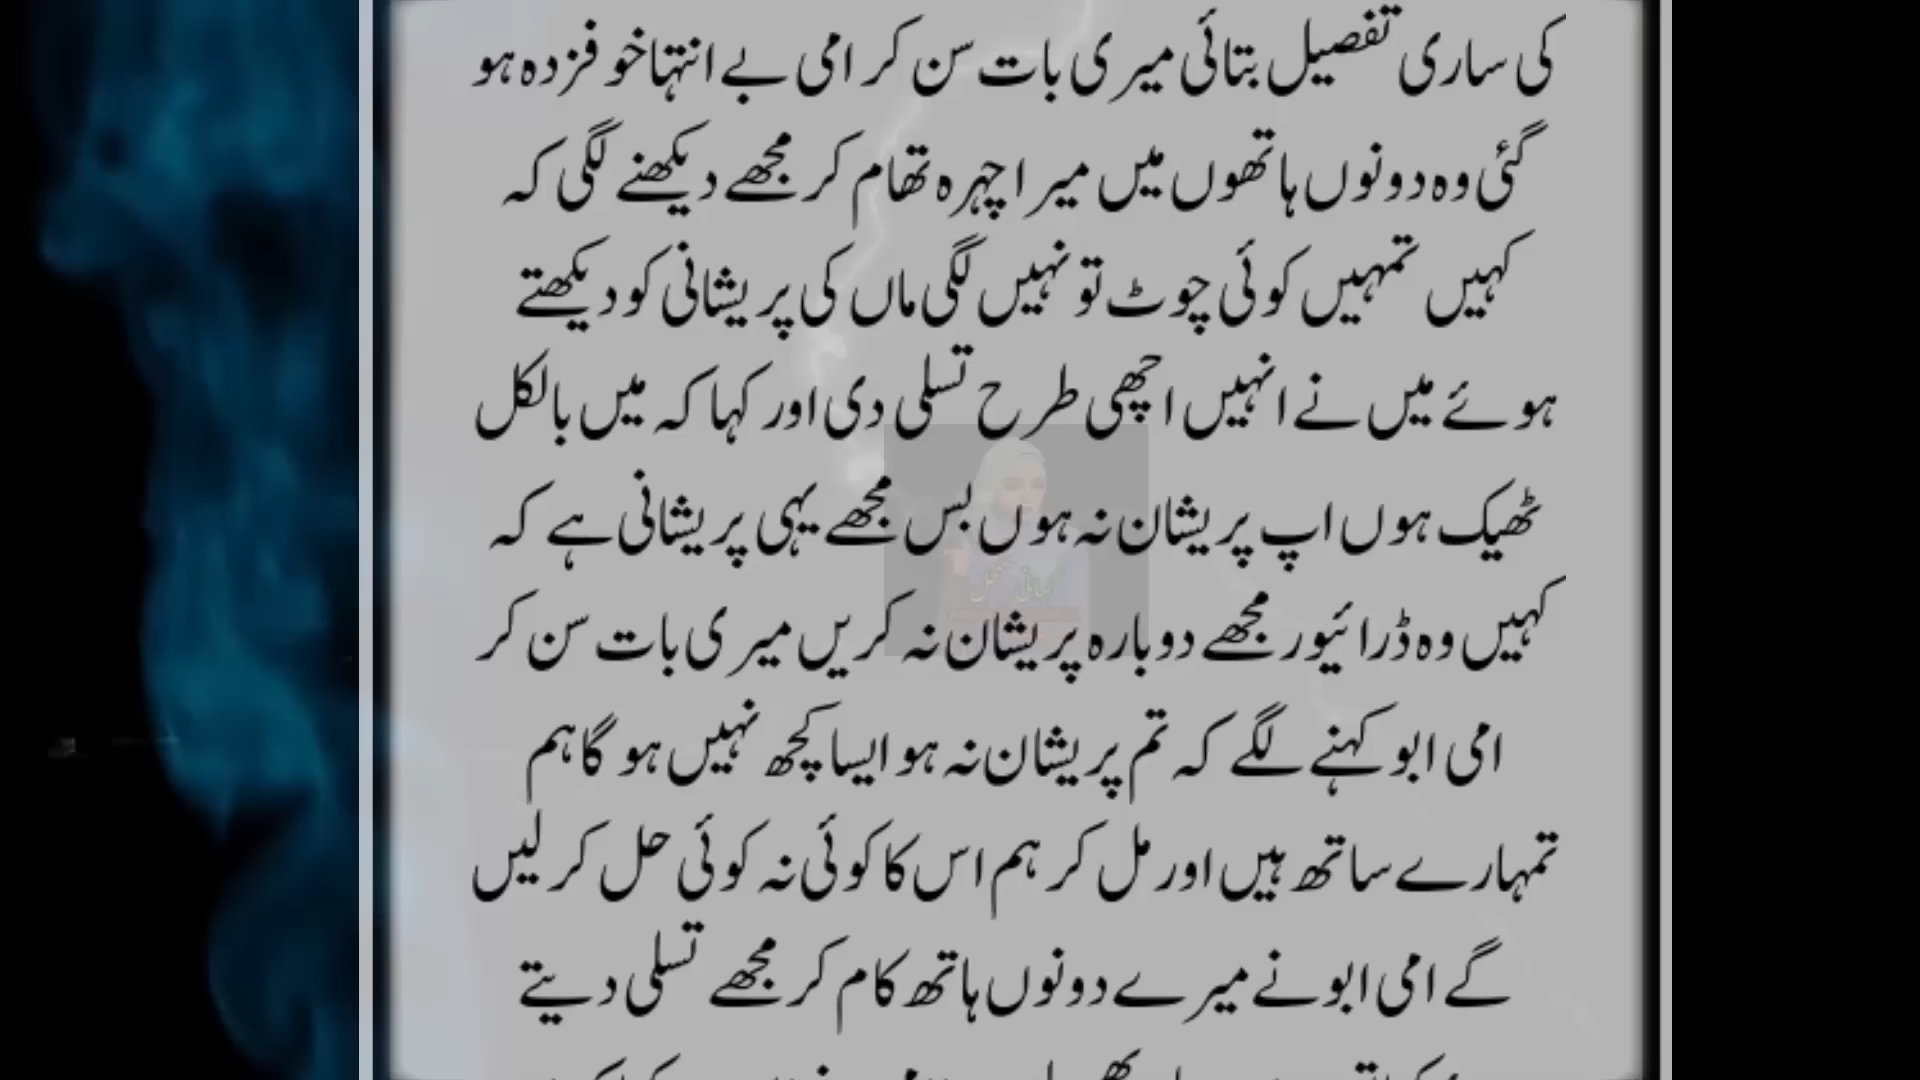 کی ساری تفصیل بتائی میری بات سن کر امی بے انتہا خوفزدہ ہو
گئی وہ دونوں ہاتھوں میں میرا چہرہ تھام کر مجھے دیکھنے لگی کہ
کہیں تمہیں کوئی چوٹ تو نہیں لگی ماں کی پریشانی کو دیکھتے
ہوئے میں نے انہیں اچھی طرح تسلی دی اور کہا کہ میں بالکل
ٹھیک ہوں اپ پریشان نہ ہوں بس مجھے یہی پریشانی ہے کہ
کہیں وہ ڈرائیور مجھے دوبارہ پریشان نہ کریں میری بات سن کر
امی ابو کہنے لگے کہ تم پریشان نہ ہو ایسا کچھ نہیں ہو گا ہم
تمہارے ساتھ ہیں اور مل کر ہم اس کا کوئی نہ کوئی حل کر لیں
گے امی ابو نے میرے دونوں ہاتھ کام کر مجھے تسلی دیتے